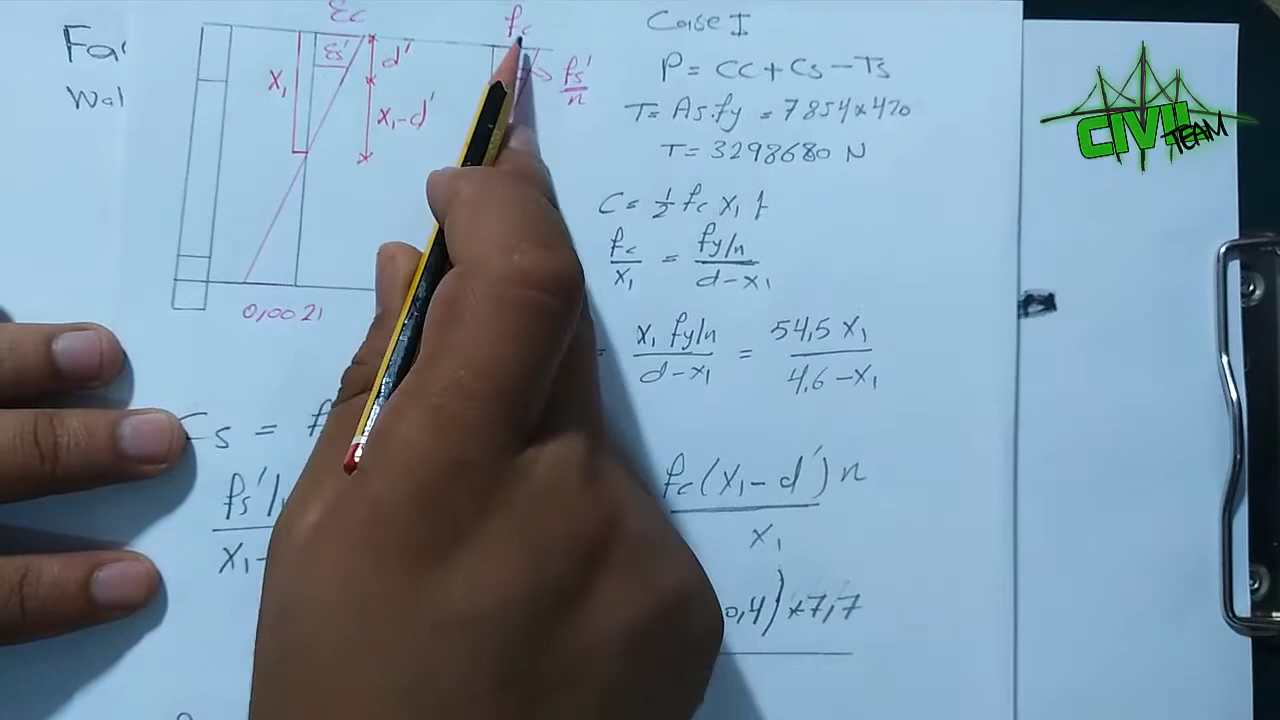 εc
fc
Case I
εs'
d'
fs'/n
P = CC + Cs - Ts
x1
x1-d'
T = As.fy = 7854*420
T = 3298680 N
C = 1/2 fc x1 t
fc/x1 = (fy/n)/(d-x1)
0,0021
= (x1 fy/n)/(d-x1) = 54,5 x1/(4,6-x1)
Cs =
fs'/
x1-
fc(x1-d')n
x1
0,4)*7,7
CIVIL
TEAM